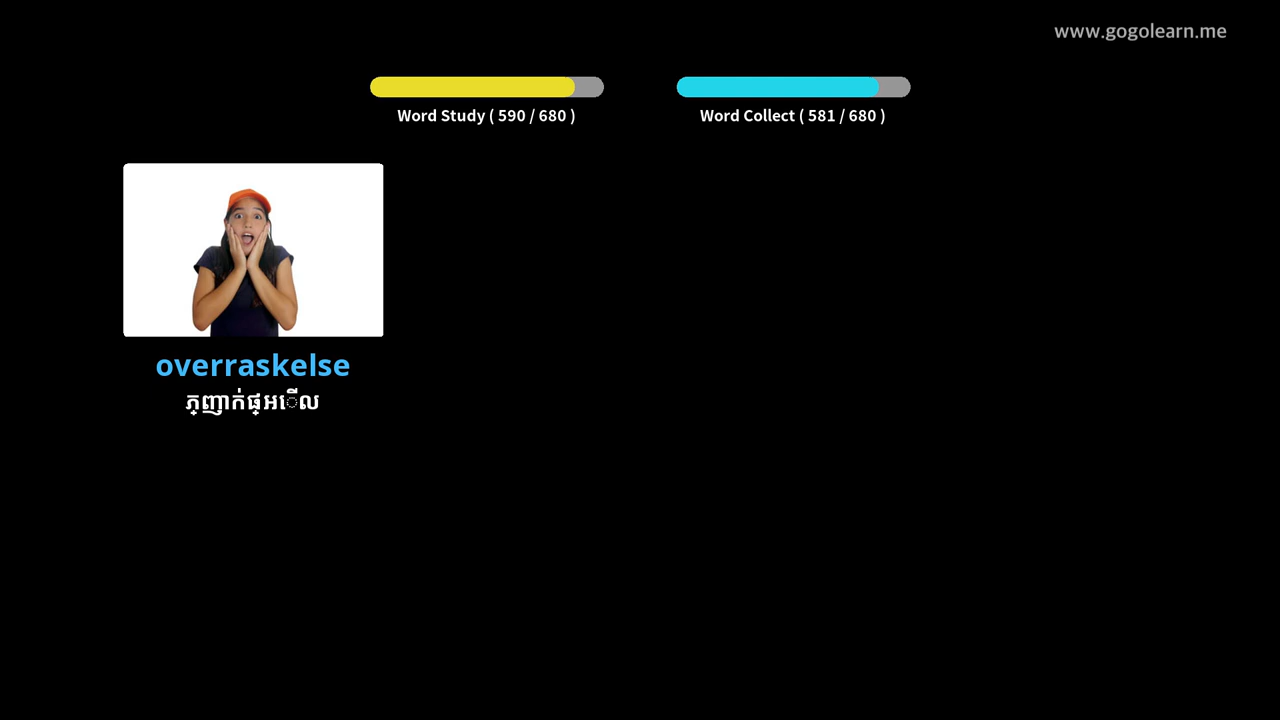 www.gogolearn.me
Word Study ( 590 / 680 )
Word Collect ( 581 / 680 )
overraskelse
ភ្ញាក់ផ្អើល